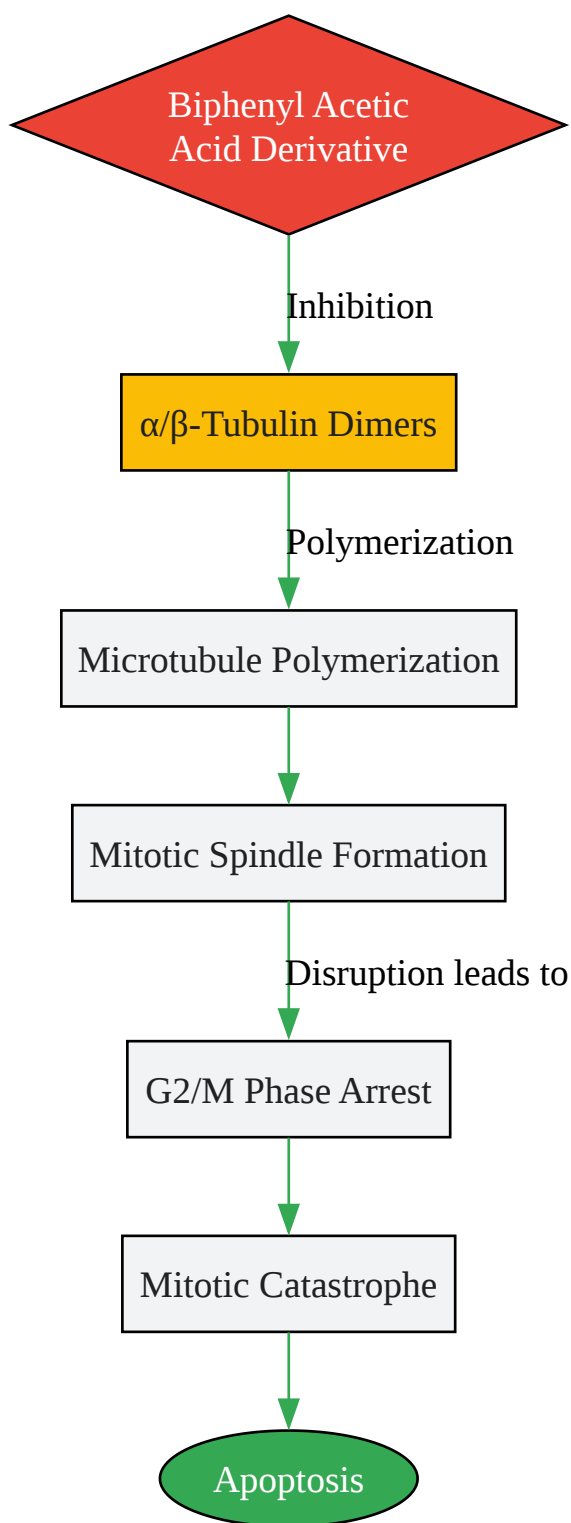 Biphenyl Acetic
Acid Derivative
Inhibition
α/β-Tubulin Dimers
Polymerization
Microtubule Polymerization
Mitotic Spindle Formation
Disruption leads to
G2/M Phase Arrest
Mitotic Catastrophe
Apoptosis